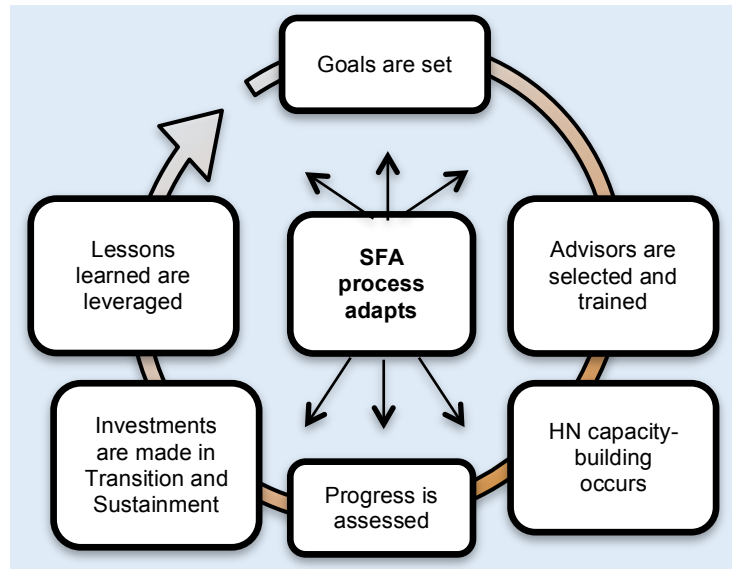 Goals are set
Lessons
learned are
leveraged
SFA
process
adapts
Advisors are
selected and
trained
Investments
are made in
Transition and
Sustainment
Progress is
assessed
HN capacity-
building
occurs